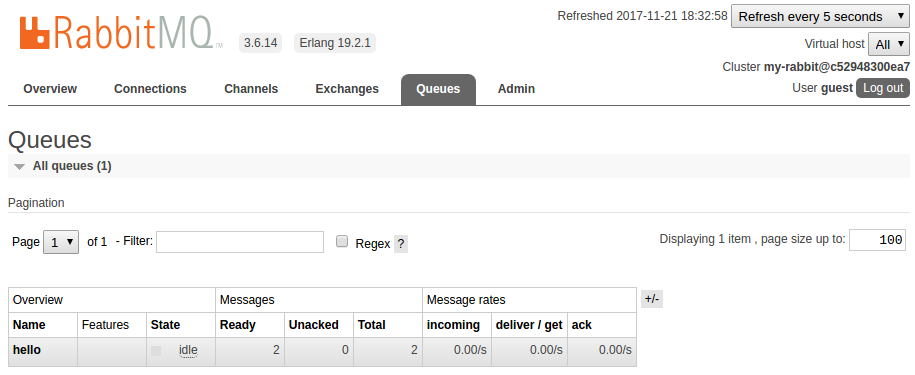 Refreshed 2017-11-21 18:32:58 Refresh every 5 seconds
RabbitMQ TM 3.6.14 Erlang 19.2.1
Virtual host All
Cluster my-rabbit@c52948300ea7
User guest Log out
Overview Connections Channels Exchanges Queues Admin
Queues
All queues (1)
Pagination
Page 1 of 1 - Filter: Regex ? Displaying 1 item , page size up to: 100
Overview Messages Message rates +/-
Name Features State Ready Unacked Total incoming deliver / get ack
hello idle 2 0 2 0.00/s 0.00/s 0.00/s